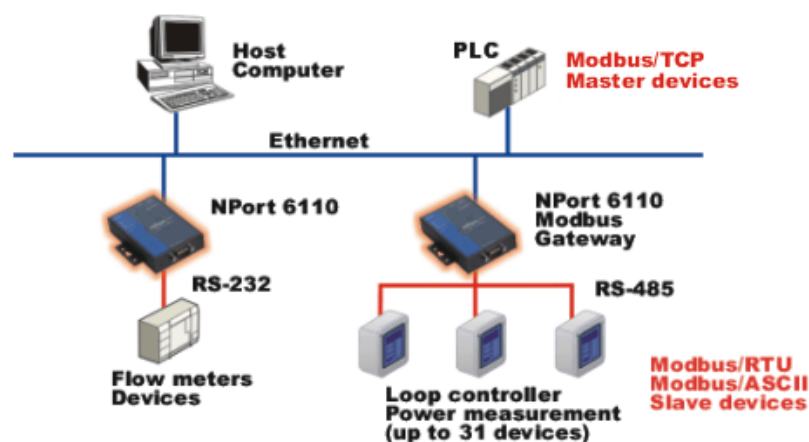 Host
Computer
PLC
Modbus/TCP
Master devices
Ethernet
NPort 6110
NPort 6110
Modbus
Gateway
RS-232
RS-485
Flow meters
Devices
Loop controller
Power measurement
(up to 31 devices)
Modbus/RTU
Modbus/ASCII
Slave devices